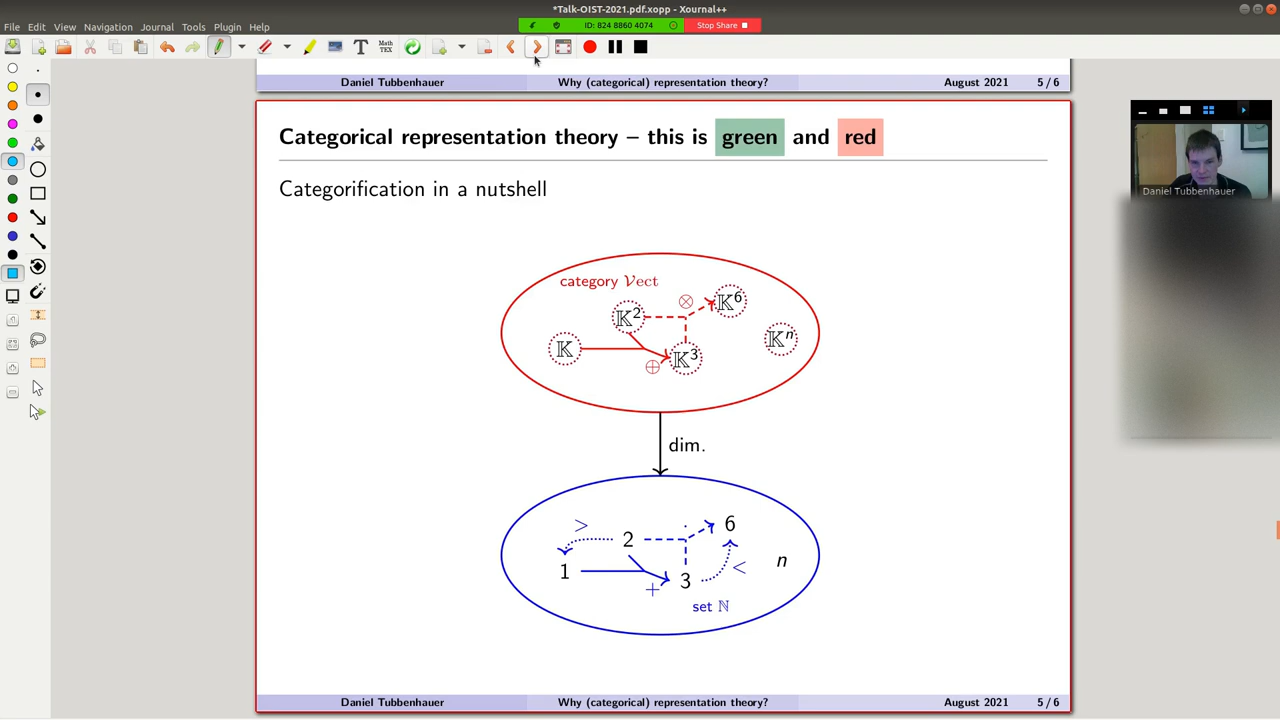 *Talk-OIST-2021.pdf.xopp - Xournal++
File Edit View Navigation Journal Tools Plugin Help
ID: 824 8860 4074 Stop Share
T Math TEX
Daniel Tubbenhauer Why (categorical) representation theory? August 2021 5 / 6
Categorical representation theory – this is green and red
Daniel Tubbenhauer
Categorification in a nutshell
category Vect
⊗ 𝕂⁶
𝕂²
𝕂ⁿ
𝕂
⊕ 𝕂³
dim.
> · 6
2
n
1 3 <
+
set ℕ
Daniel Tubbenhauer Why (categorical) representation theory? August 2021 5 / 6